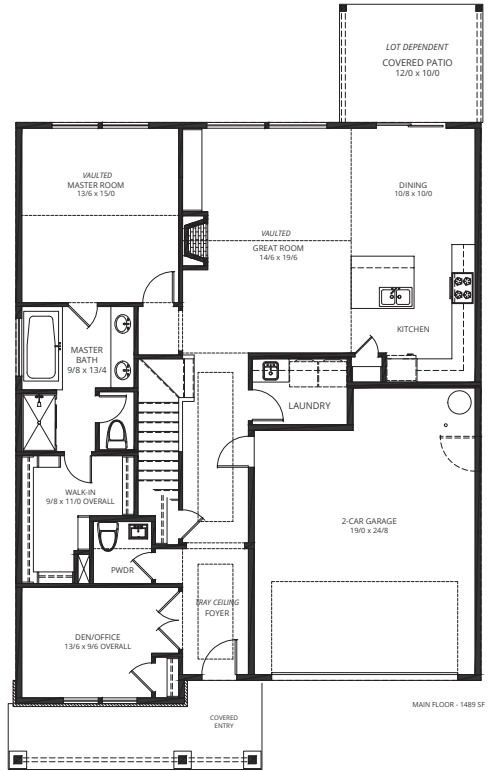 LOT DEPENDENT
COVERED PATIO
12/0 x 10/0
VAULTED
MASTER ROOM
13/6 x 15/0
DINING
10/8 x 10/0
VAULTED
GREAT ROOM
14/6 x 19/6
KITCHEN
MASTER
BATH
9/8 x 13/4
LAUNDRY
WALK-IN
9/8 x 11/0 OVERALL
2-CAR GARAGE
19/0 x 24/8
PWDR
TRAY CEILING
FOYER
DEN/OFFICE
13/6 x 9/6 OVERALL
MAIN FLOOR - 1489 SF
COVERED
ENTRY